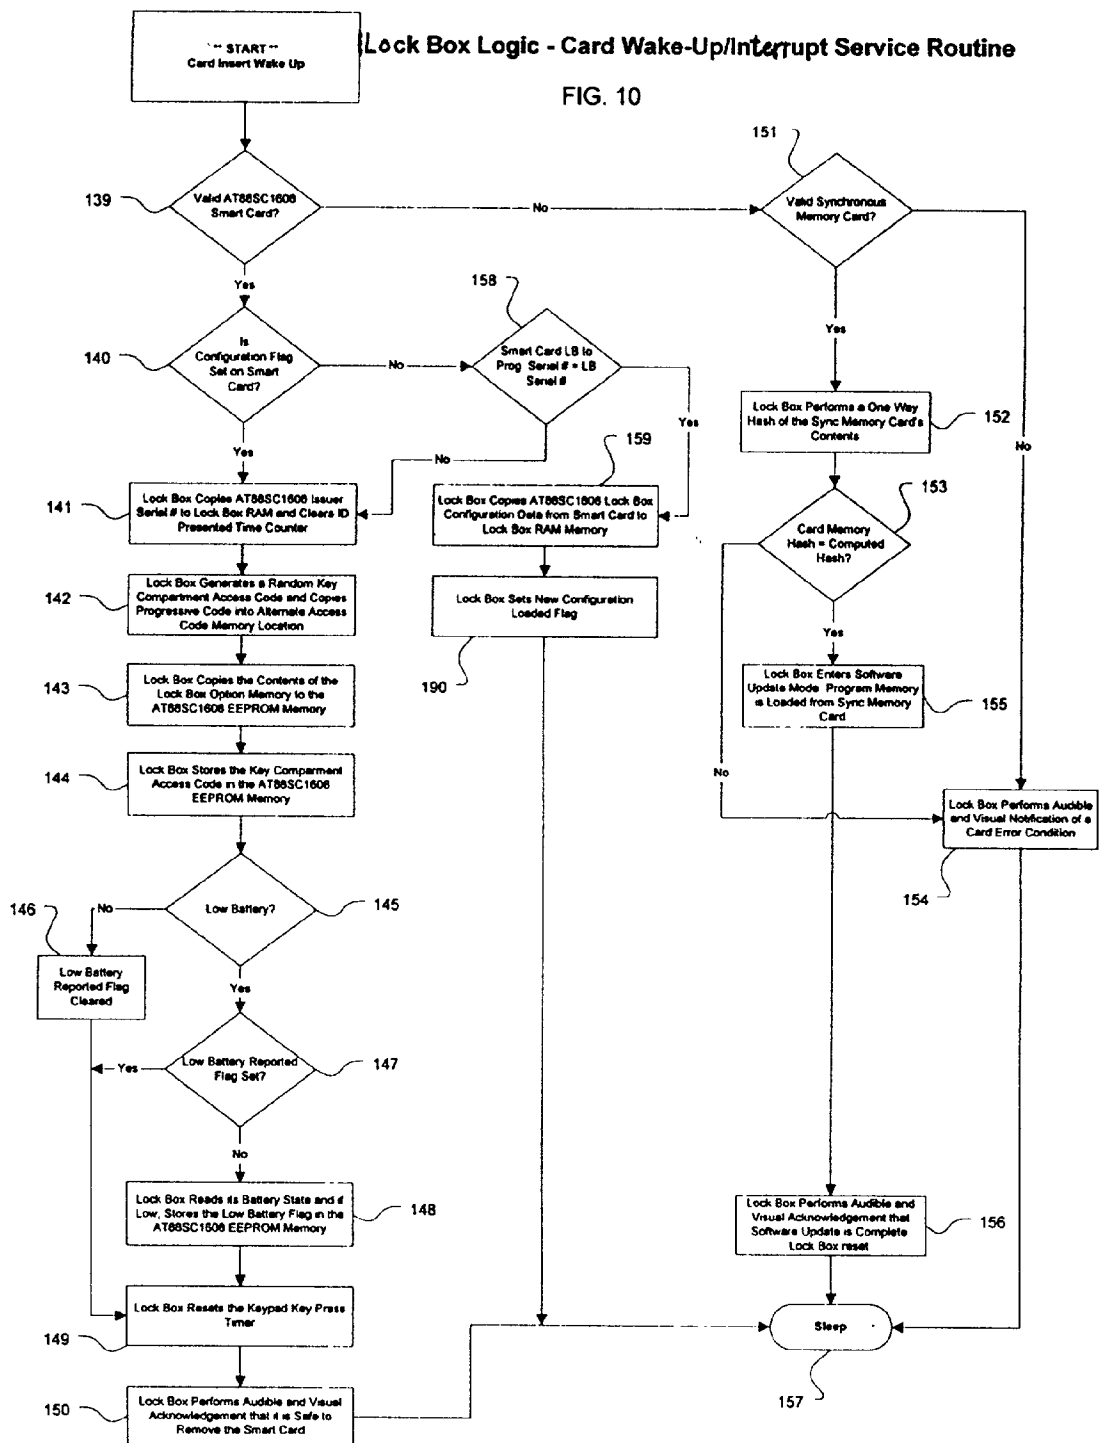 ** START **
Card Insert Wake Up
Lock Box Logic - Card Wake-Up/Interrupt Service Routine
FIG. 10
151
139
Valid AT88SC1608
Smart Card?
No
Valid Synchronous
Memory Card?
Yes
158
140
Is
Configuration Flag
Set on Smart
Card?
No
Smart Card LB to
Prog Serial # = LB
Serial #
Yes
Yes
Lock Box Performs a One Way
Hash of the Sync Memory Card's
Contents
152
No
Yes
No
159
141
Lock Box Copies AT88SC1608 Issuer
Serial # to Lock Box RAM and Clears ID
Presented Time Counter
Lock Box Copies AT88SC1608 Lock Box
Configuration Data from Smart Card to
Lock Box RAM Memory
153
Card Memory
Hash = Computed
Hash?
142
Lock Box Generates a Random Key
Compartment Access Code and Copies
Progressive Code into Alternate Access
Code Memory Location
Lock Box Sets New Configuration
Loaded Flag
190
Yes
143
Lock Box Copies the Contents of the
Lock Box Option Memory to the
AT88SC1608 EEPROM Memory
Lock Box Enters Software
Update Mode Program Memory
is Loaded from Sync Memory
Card
155
144
Lock Box Stores the Key Comparment
Access Code in the AT88SC1608
EEPROM Memory
No
Lock Box Performs Audible
and Visual Notification of a
Card Error Condition
154
146
No
Low Battery?
145
Low Battery
Reported Flag
Cleared
Yes
Yes
Low Battery Reported
Flag Set?
147
No
Lock Box Reads its Battery State and if
Low, Stores the Low Battery Flag in the
AT88SC1608 EEPROM Memory
148
Lock Box Performs Audible and
Visual Acknowledgement that
Software Update is Complete
Lock Box reset
156
Lock Box Resets the Keypad Key Press
Timer
149
Sleep
157
150
Lock Box Performs Audible and Visual
Acknowledgement that it is Safe to
Remove the Smart Card